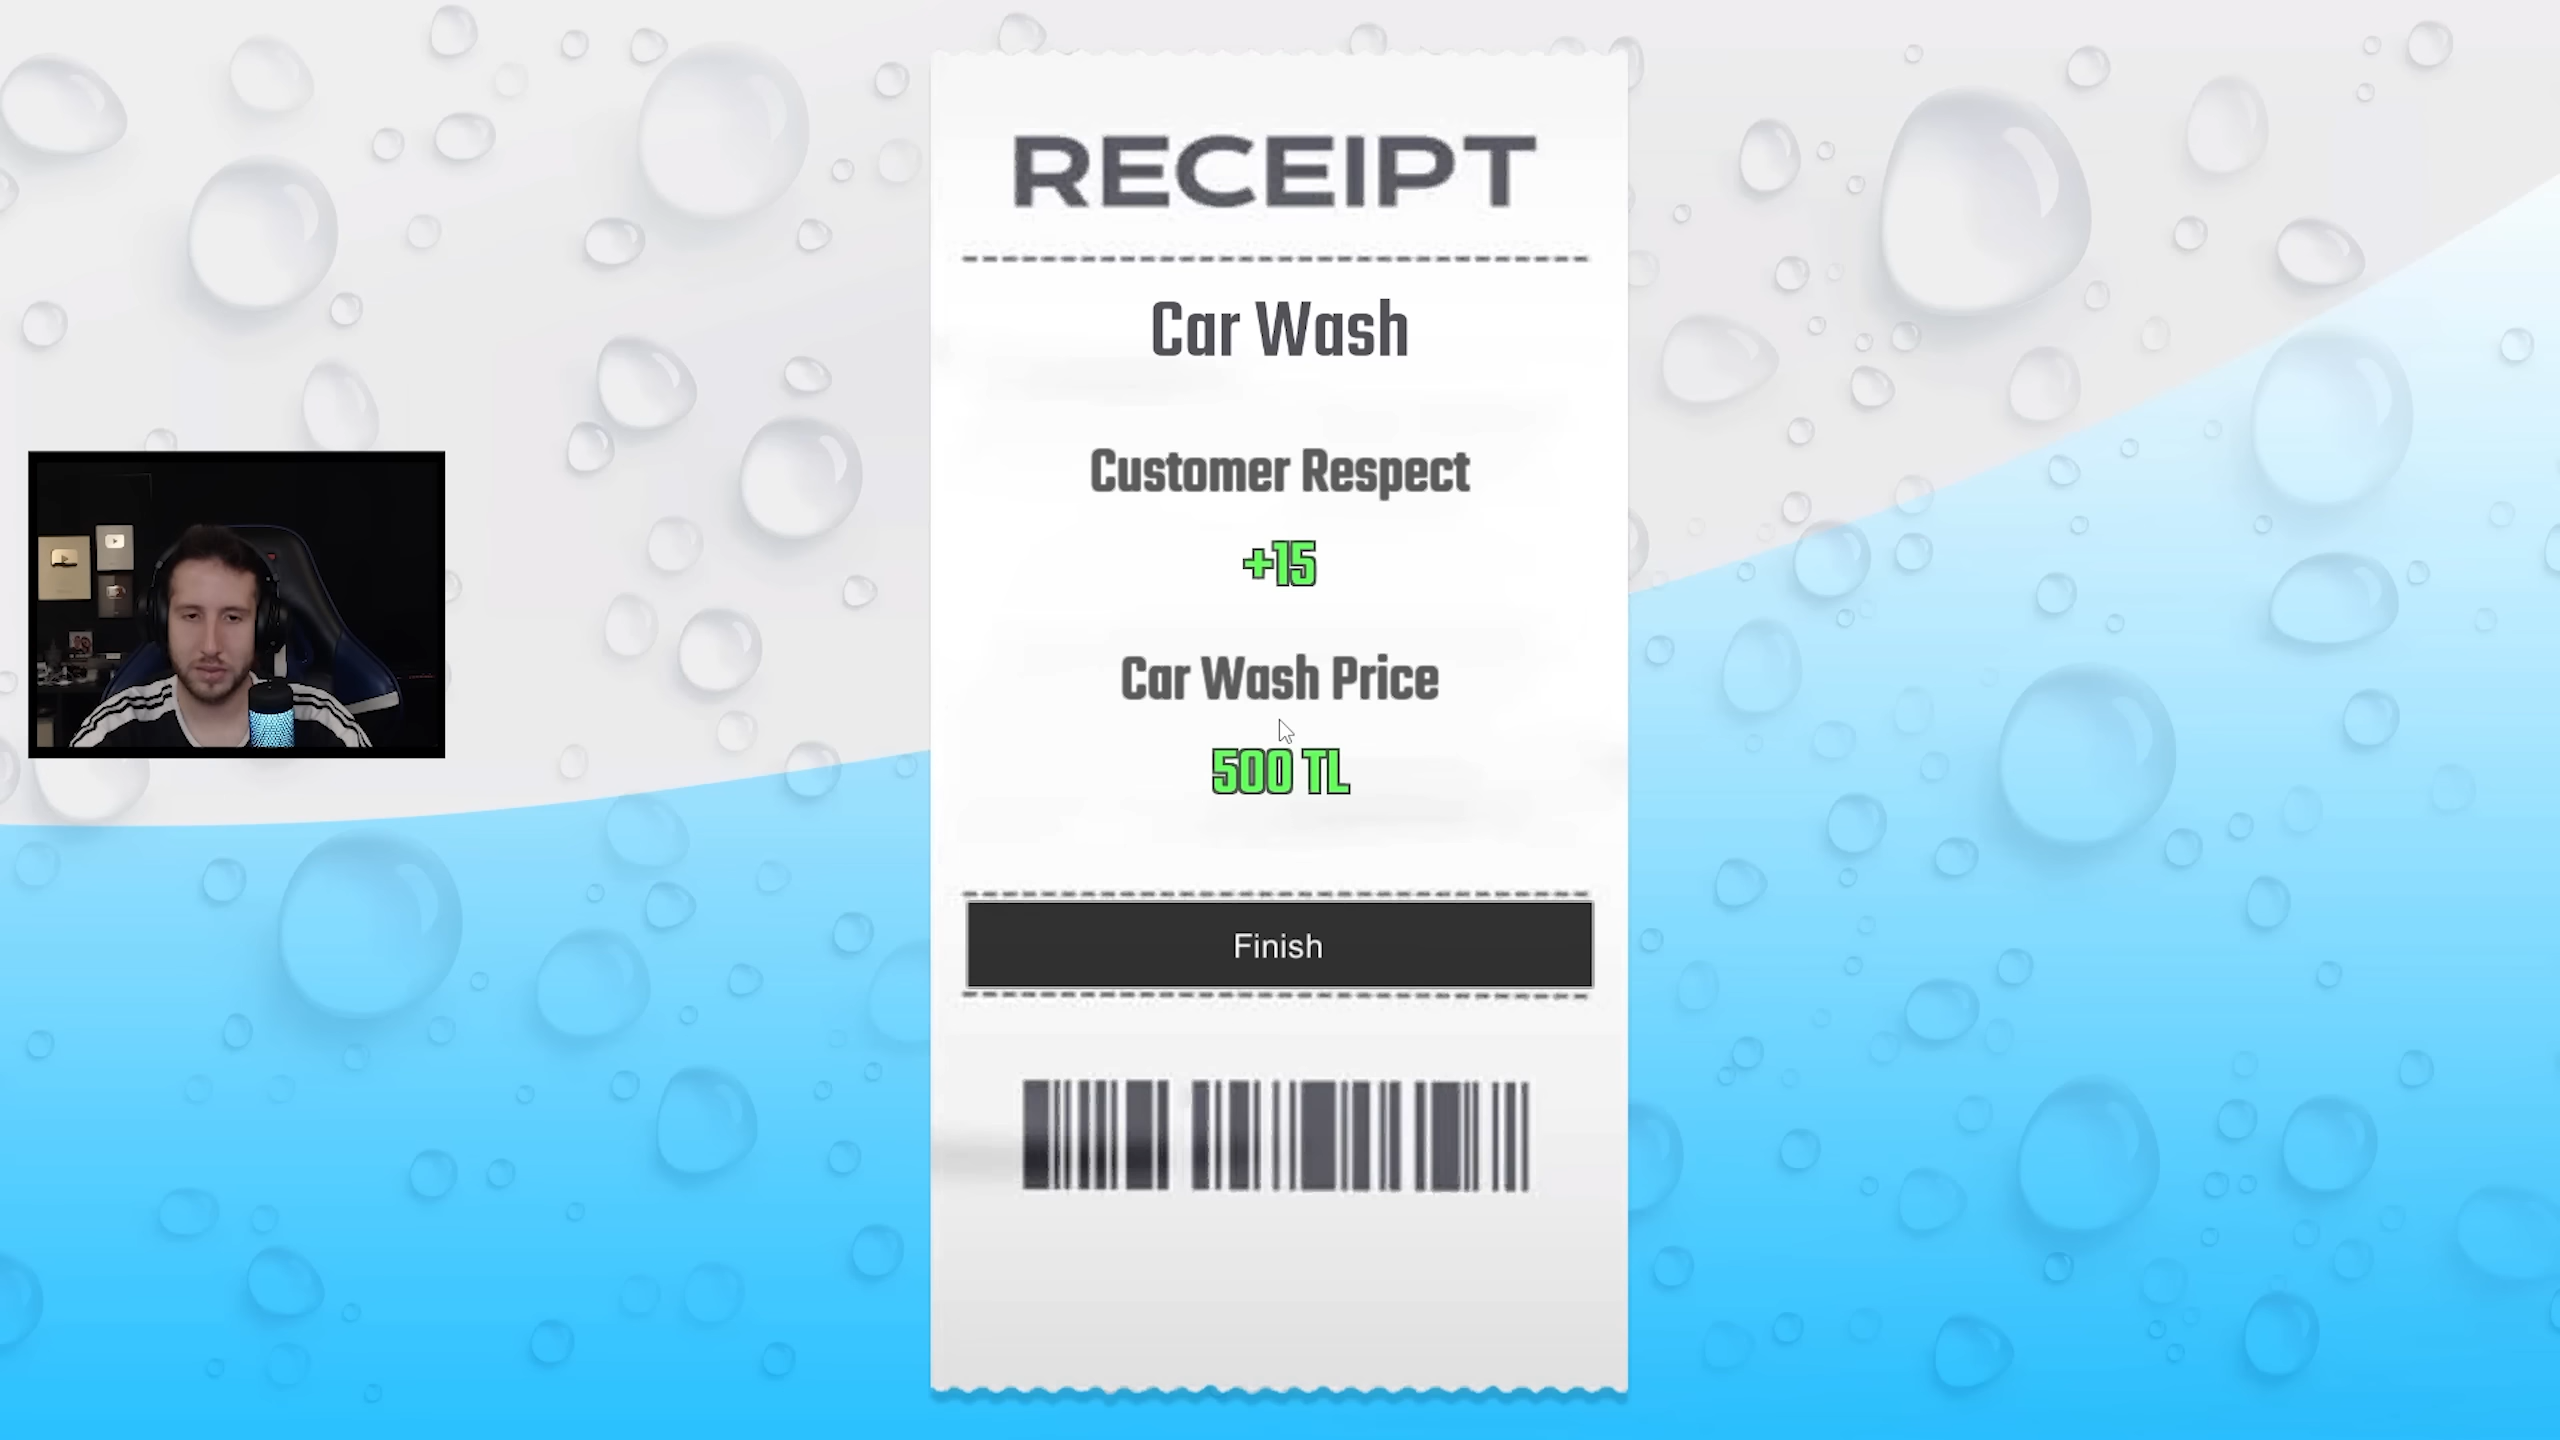 RECEIPT
Car Wash
Customer Respect
+15
Car Wash Price
500 TL
Finish